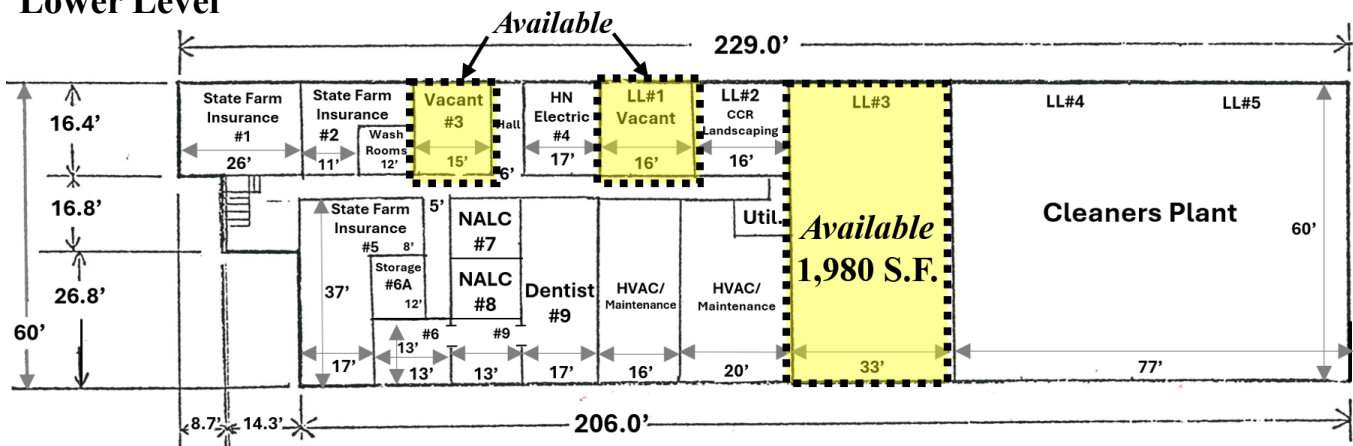 Lower Level
Available
229.0’
16.4’
16.8’
26.8’
60’
State Farm
Insurance
#1
26’
State Farm
Insurance
#2
11’
Wash
Rooms
12’
Vacant
#3
15’
Hall
6’
HN
Electric
#4
17’
LL#1
Vacant
16’
LL#2
CCR
Landscaping
16’
LL#3
Available
1,980 S.F.
33’
LL#4
LL#5
Cleaners Plant
60’
77’
State Farm
Insurance
#5
8’
37’
17’
Storage
#6A
12’
5’
#6
13’
13’
NALC
#7
NALC
#8
#9
13’
Dentist
#9
17’
HVAC/
Maintenance
16’
Util.
HVAC/
Maintenance
20’
8.7’
14.3’
206.0’